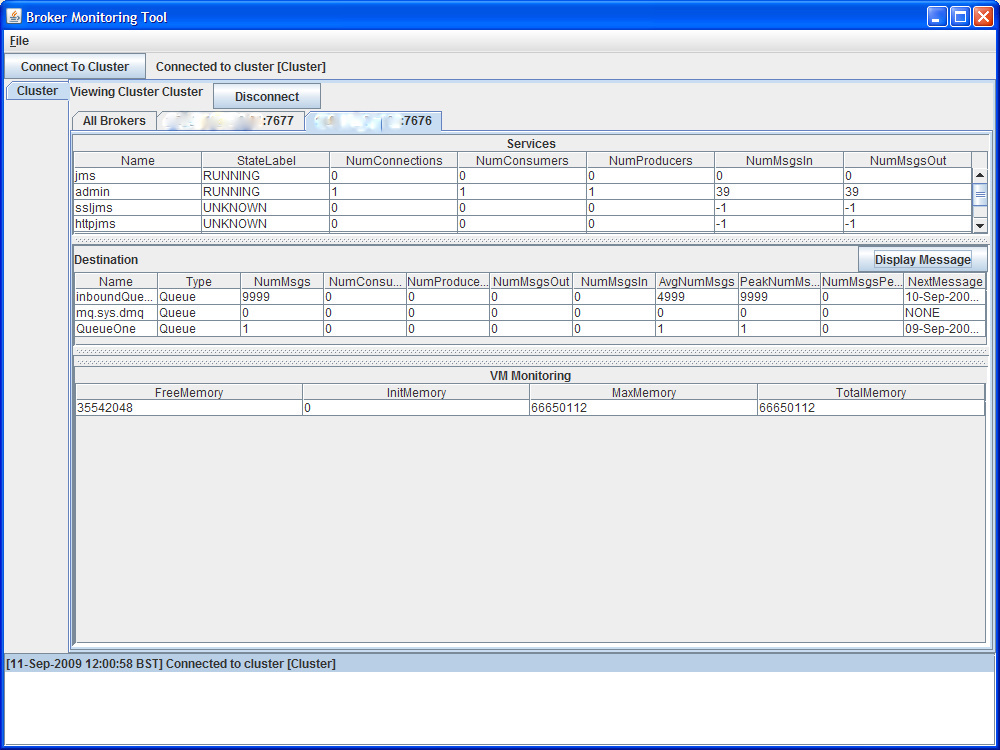 Broker Monitoring Tool
File
Connect To Cluster Connected to cluster [Cluster]
Cluster Viewing Cluster Cluster Disconnect
All Brokers :7677 :7676
Services
Name StateLabel NumConnections NumConsumers NumProducers NumMsgsIn NumMsgsOut
jms RUNNING 0 0 0 0 0
admin RUNNING 1 1 1 39 39
ssljms UNKNOWN 0 0 0 -1 -1
httpjms UNKNOWN 0 0 0 -1 -1
Destination Display Message
Name Type NumMsgs NumConsu... NumProduce... NumMsgsOut NumMsgsIn AvgNumMsgs PeakNumMs... NumMsgsPe... NextMessage
inboundQue... Queue 9999 0 0 0 0 4999 9999 0 10-Sep-200...
mq.sys.dmq Queue 0 0 0 0 0 0 0 0 NONE
QueueOne Queue 1 0 0 0 0 1 1 0 09-Sep-200...
VM Monitoring
FreeMemory InitMemory MaxMemory TotalMemory
35542048 0 66650112 66650112
[11-Sep-2009 12:00:58 BST] Connected to cluster [Cluster]